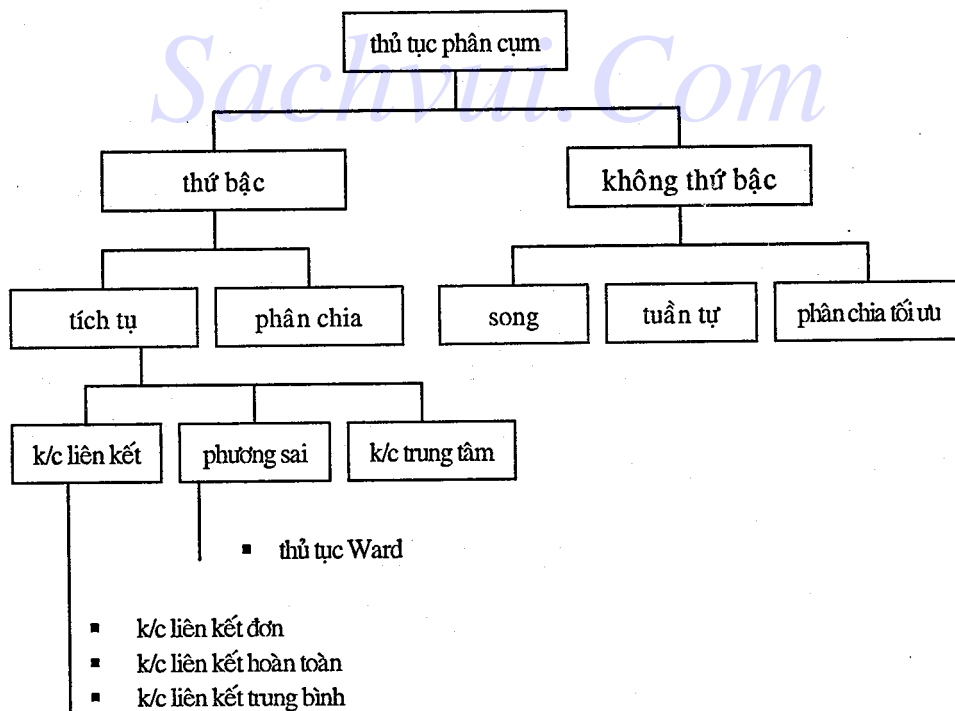 Sachvui.Com
thủ tục phân cụm
thứ bậc
không thứ bậc
tích tụ
phân chia
song
tuần tự
phân chia tối ưu
k/c liên kết
phương sai
k/c trung tâm
▪ thủ tục Ward
▪ k/c liên kết đơn
▪ k/c liên kết hoàn toàn
▪ k/c liên kết trung bình